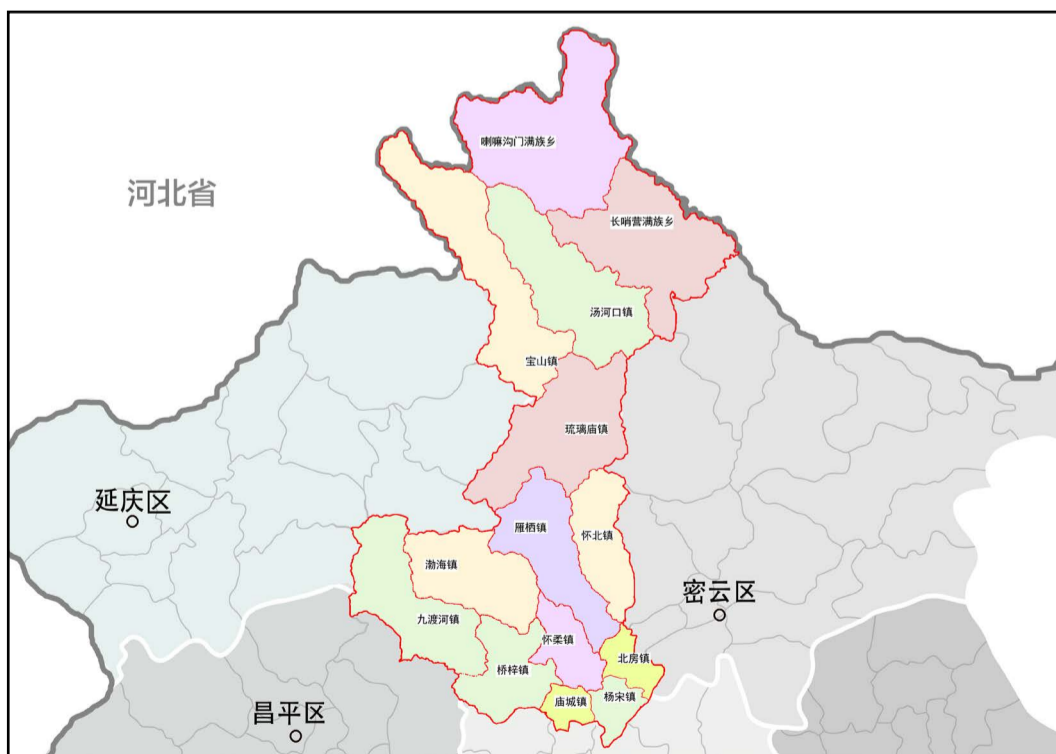 喇嘛沟门满族乡
河北省
长哨营满族乡
汤河口镇
宝山镇
琉璃庙镇
延庆区
雁栖镇
怀北镇
渤海镇
密云区
九渡河镇
怀柔镇
北房镇
桥梓镇
庙城镇
杨宋镇
昌平区